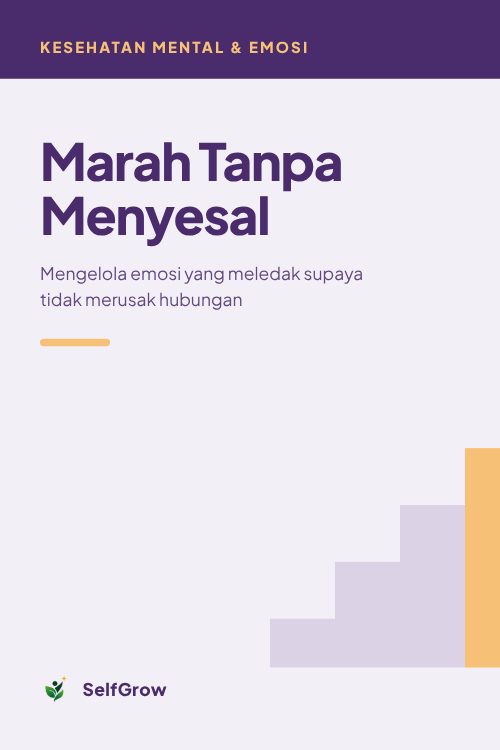 KESEHATAN MENTAL & EMOSI
Marah Tanpa
Menyesal
Mengelola emosi yang meledak supaya
tidak merusak hubungan
SelfGrow